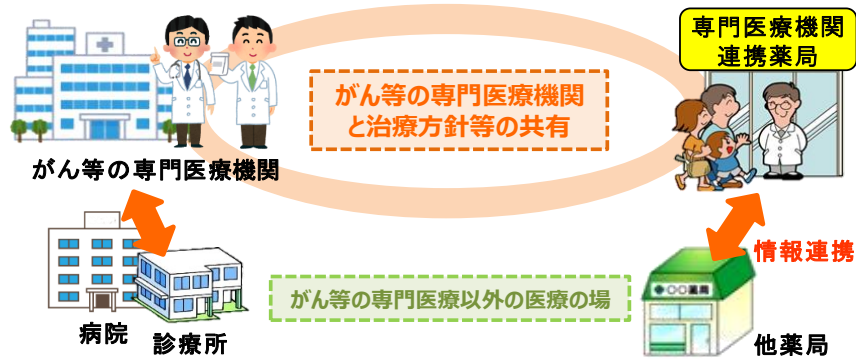 専門医療機関
連携薬局
がん等の専門医療機関
と治療方針等の共有
がん等の専門医療機関
情報連携
○○薬局
がん等の専門医療以外の医療の場
病院
診療所
他薬局